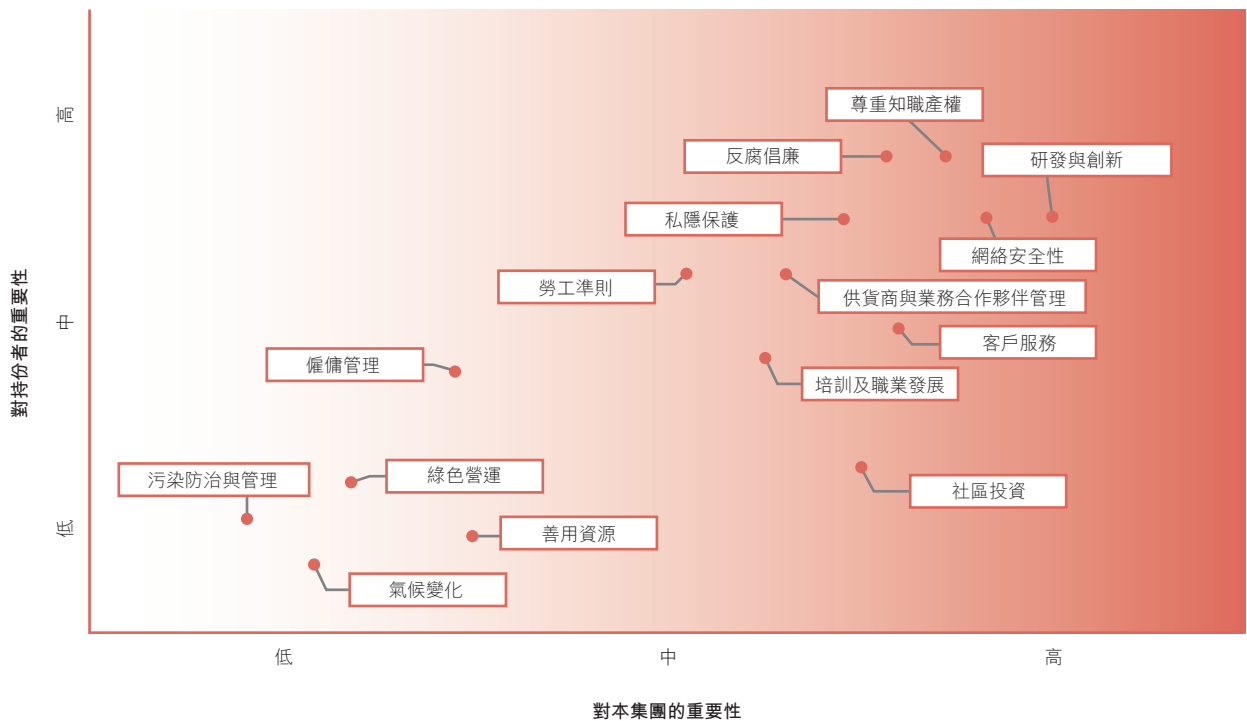 高
尊重知職產權
反腐倡廉
研發與創新
私隱保護
網絡安全性
勞工準則
供貨商與業務合作夥伴管理
對持份者的重要性
中
客戶服務
僱傭管理
培訓及職業發展
污染防治與管理
綠色營運
社區投資
低
善用資源
氣候變化
低
中
高
對本集團的重要性